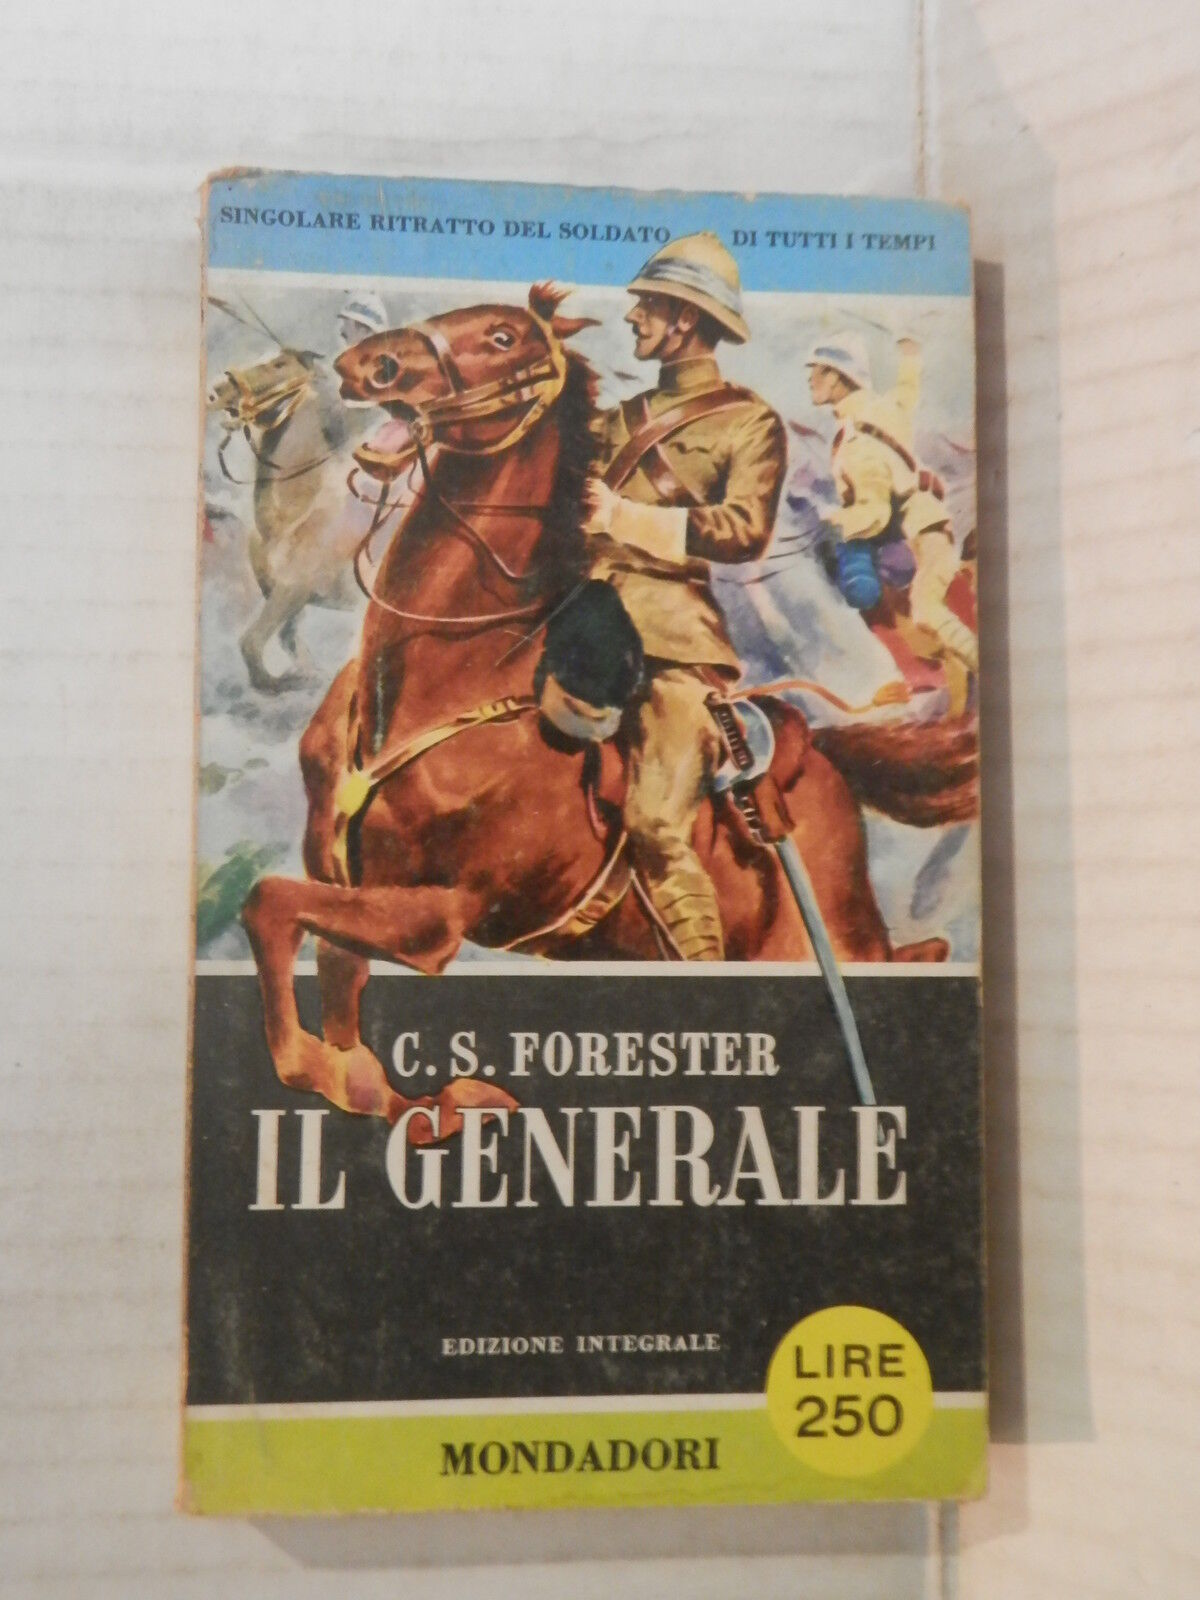 SINGOLARE RITRATTO DEL SOLDATO DI TUTTI I TEMPI
C. S. FORESTER
IL GENERALE
EDIZIONE INTEGRALE
LIRE
250
MONDADORI